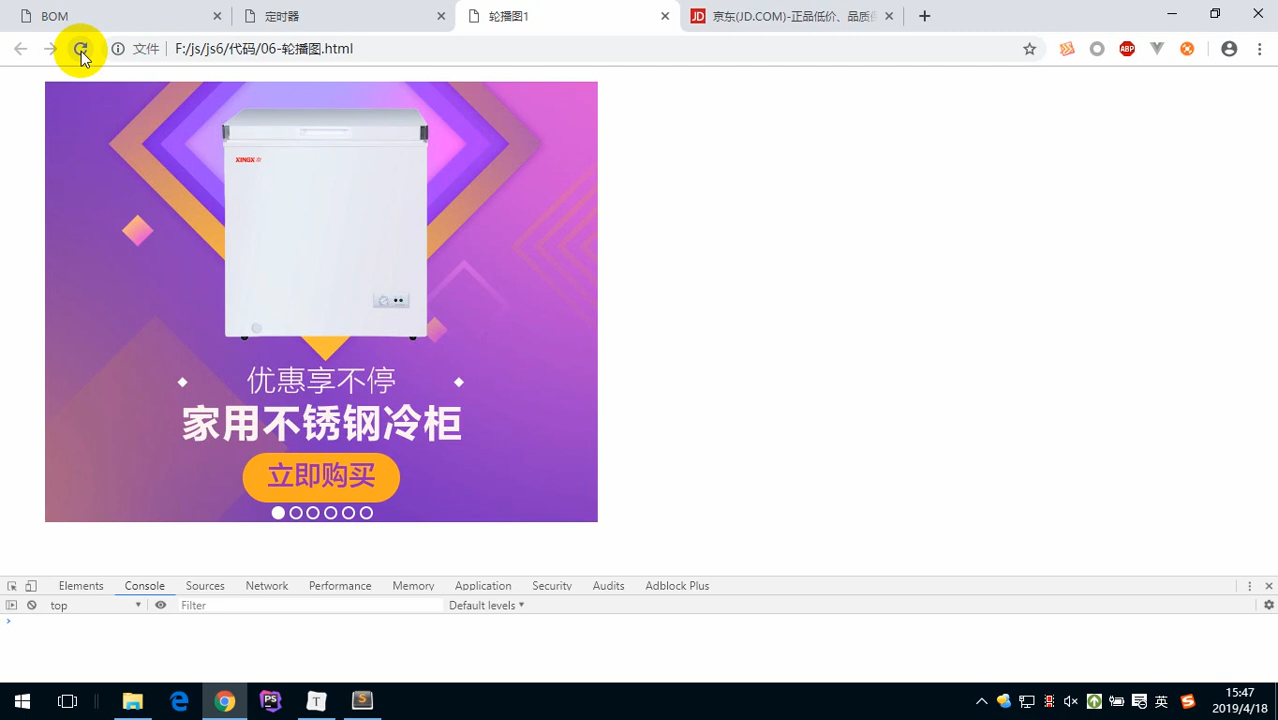 BOM
定时器
轮播图1
JD 京东(JD.COM)-正品低价、品质
文件 F:/js/js6/代码/06-轮播图.html
ABP
XINGX
优惠享不停
家用不锈钢冷柜
立即购买
Elements Console Sources Network Performance Memory Application Security Audits Adblock Plus
top Filter Default levels
PS T S 英 S
15:47
2019/4/18